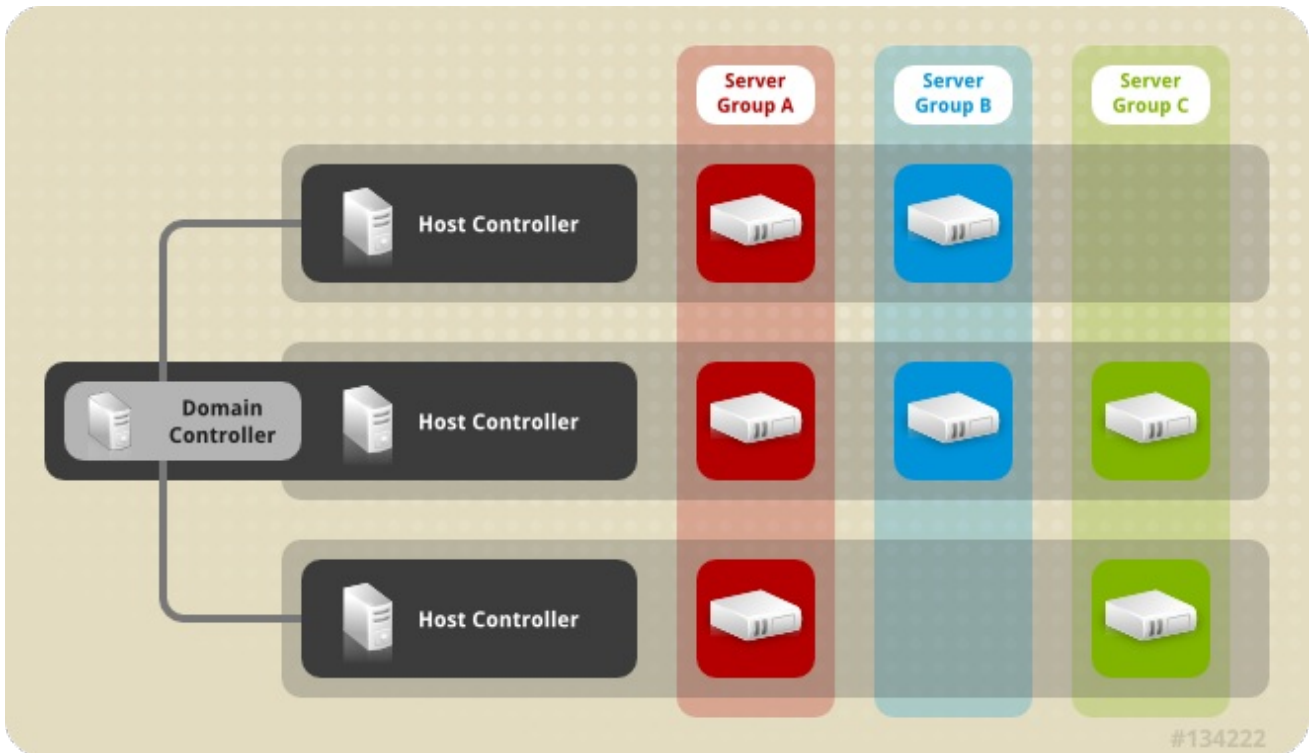 Server
Group A
Server
Group B
Server
Group C
Host Controller
Domain
Controller
Host Controller
Host Controller
#134222